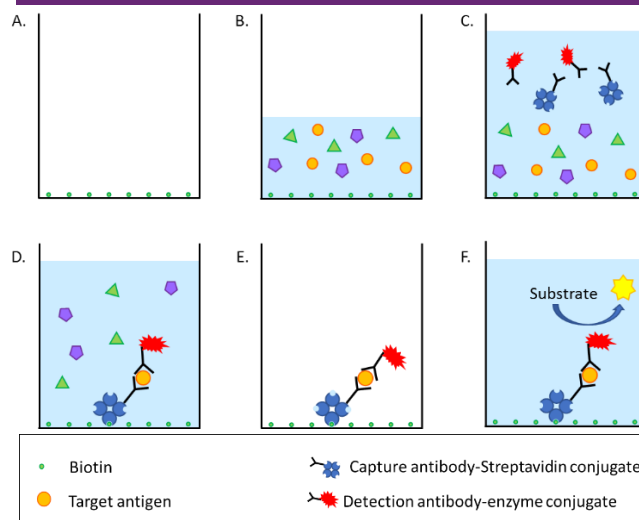 A.
B.
C.
D.
E.
F.
Substrate
Biotin
Capture antibody-Streptavidin conjugate
Target antigen
Detection antibody-enzyme conjugate